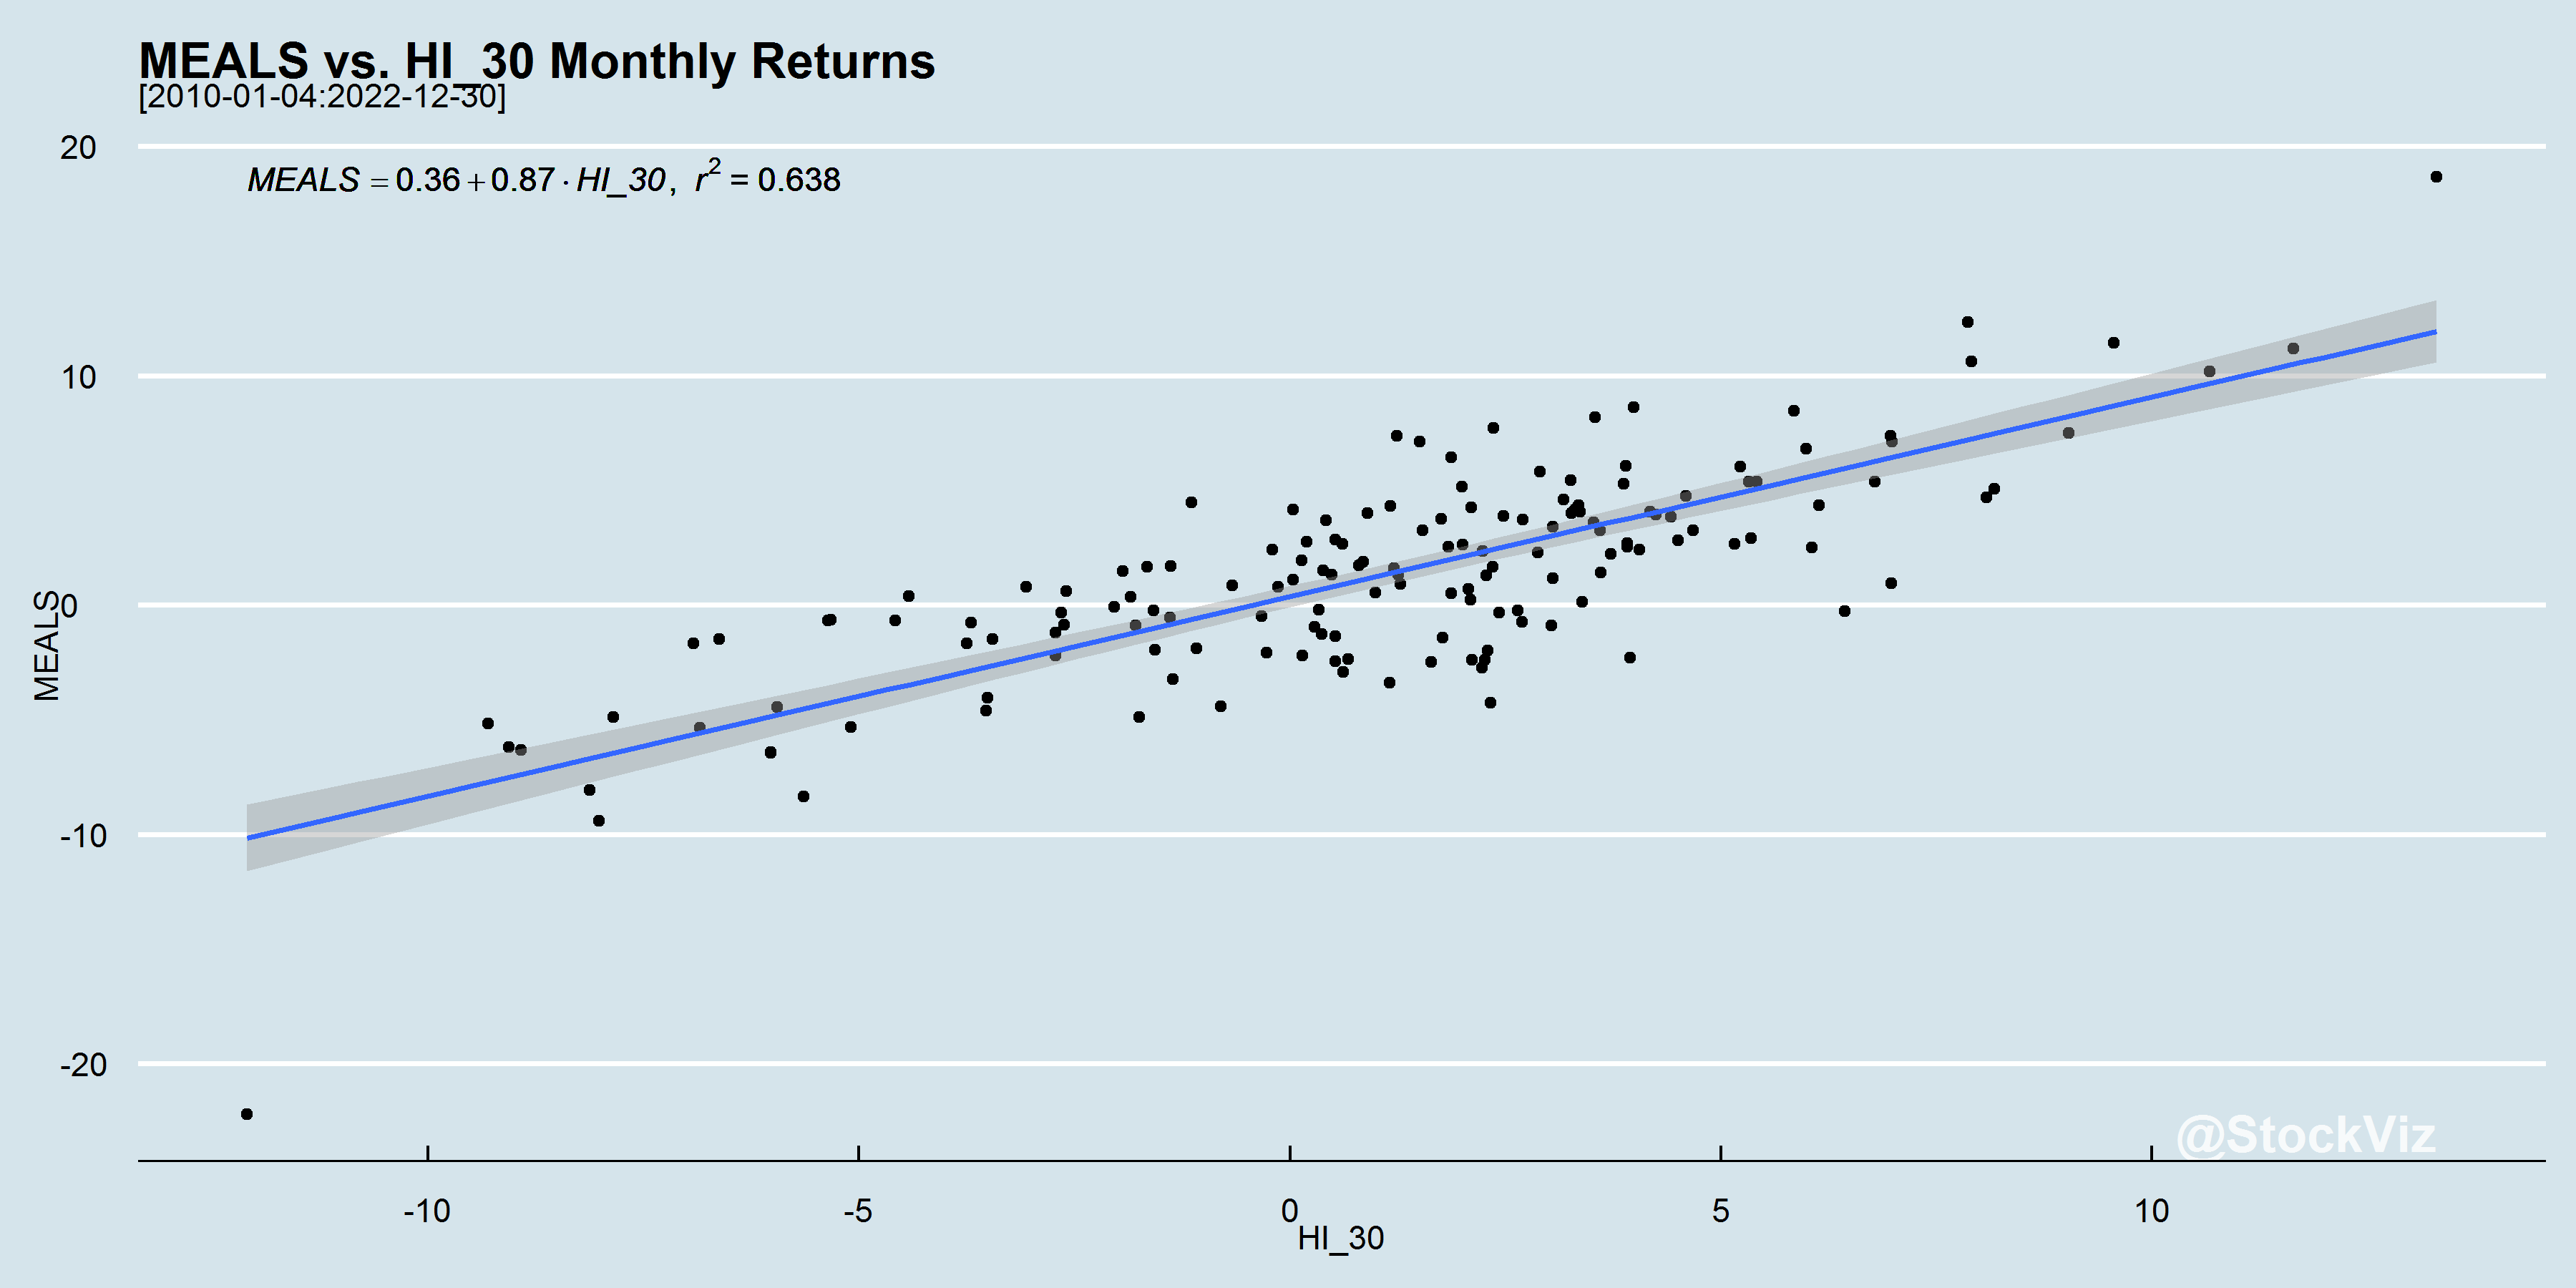 MEALS vs. HI_30 Monthly Returns
[2010-01-04:2022-12-30]
MEALS = 0.36 + 0.87 · HI_30, r² = 0.638
20
10
0
-10
-20
MEALS
@StockViz
-10 -5 0 5 10
HI_30